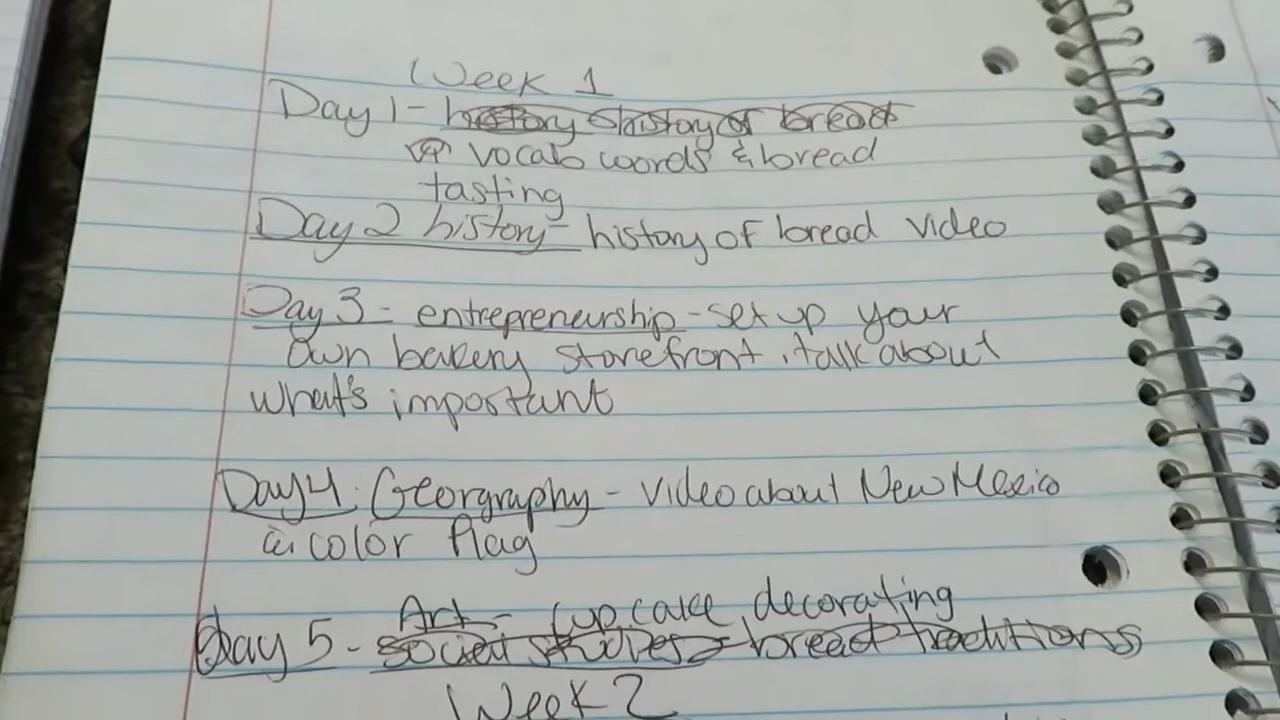 Week 1
Day 1- history history of bread
vocab words & bread
tasting
Day 2 history- history of bread video
Day 3- entrepreneurship-set up your
own bakery storefront. talk about
what's important
Day 4. Georgraphy- video about New Mexico
& color flag
Art- cupcake decorating
Day 5- social studies- bread traditions
Week 2